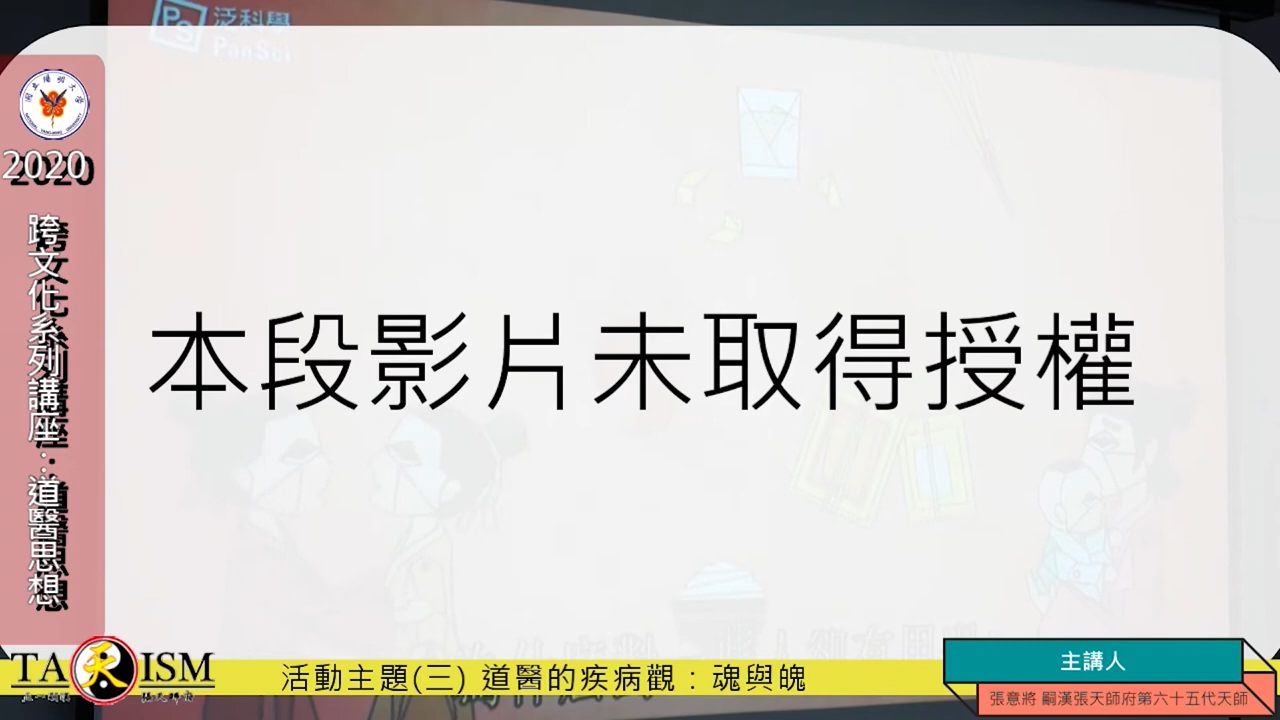 泛科學
PanSci
2020
跨文化系列講座：道醫思想
本段影片未取得授權
TAISM
天
活動主題(三) 道醫的疾病觀：魂與魄
主講人
張意將 嗣漢張天師府第六十五代天師